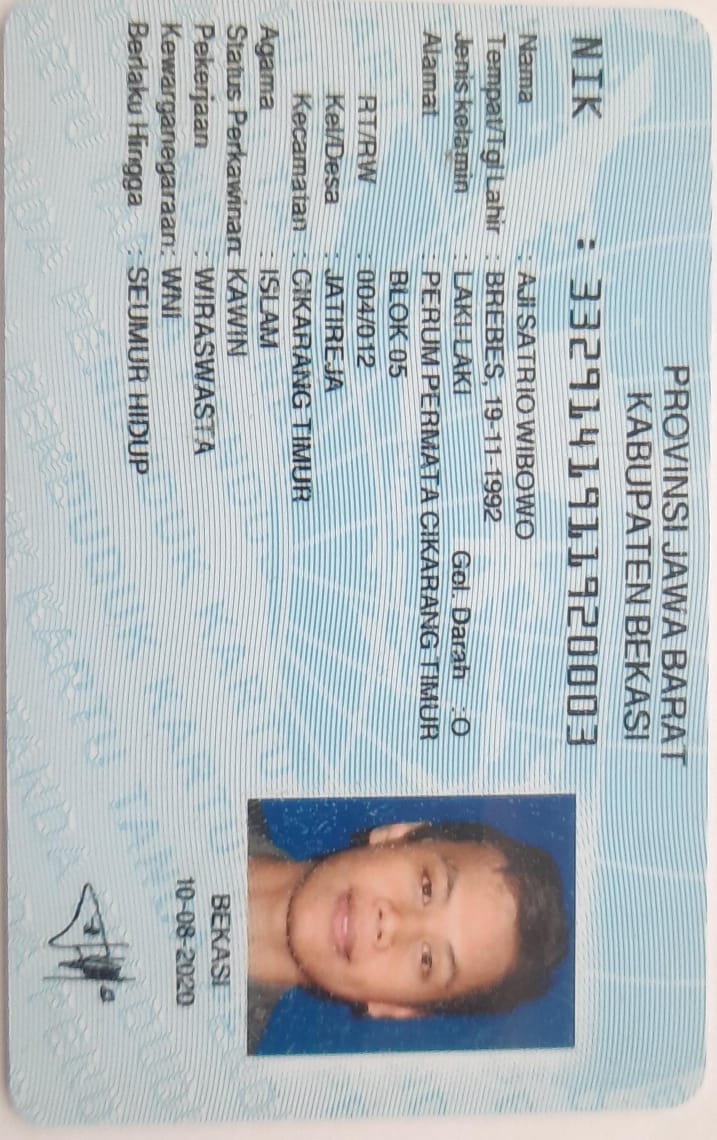 PROVINSI JAWA BARAT
KABUPATEN BEKASI
NIK : 3329141911920003
Nama : AJI SATRIO WIBOWO
Tempat/Tgl Lahir : BREBES, 19-11-1992
Jenis kelamin : LAKI-LAKI Gol. Darah :O
Alamat : PERUM PERMATA CIKARANG TIMUR
BLOK 05
RT/RW : 004/012
Kel/Desa : JATIREJA
Kecamatan : CIKARANG TIMUR
Agama : ISLAM
Status Perkawinan: KAWIN
Pekerjaan : WIRASWASTA
Kewarganegaraan: WNI
Berlaku Hingga : SEUMUR HIDUP
BEKASI
10-08-2020